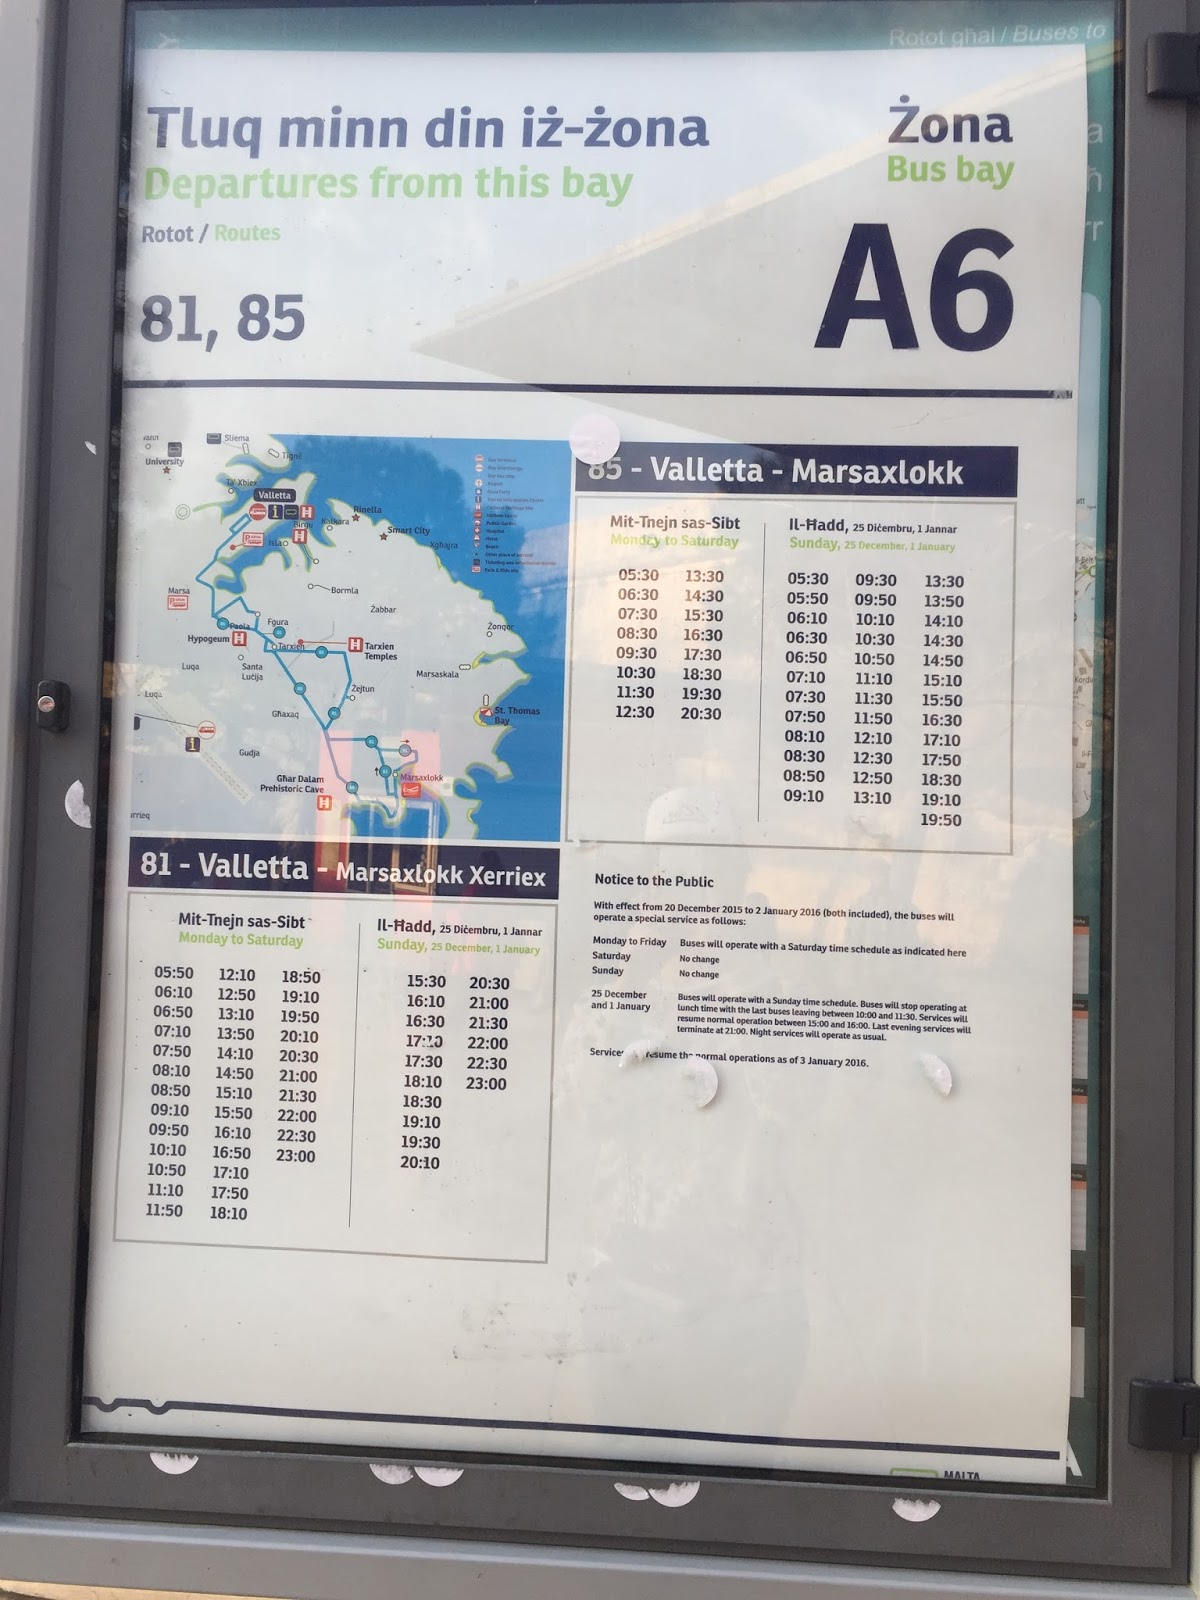 Rotot għal / Buses to
Tluq minn din iż-żona
Departures from this bay
Rotot / Routes
81, 85
Żona
Bus bay
A6
Sliema
Tignè
University
Ta' Xbiex
Valletta
Rinella
Birgu
Kalkara
Smart City
Isla
Xgħajra
Marsa
Bormla
Żabbar
Paola
Fgura
Żonqor
Hypogeum
Tarxien
Tarxien
Temples
Luqa
Santa
Luċija
Marsaskala
Luqa
Żejtun
Għaxaq
St. Thomas
Bay
Gudja
Għar Dalam
Prehistoric Cave
Marsaxlokk
85 - Valletta - Marsaxlokk
Mit-Tnejn sas-Sibt
Monday to Saturday
05:30 13:30
06:30 14:30
07:30 15:30
08:30 16:30
09:30 17:30
10:30 18:30
11:30 19:30
12:30 20:30
Il-Ħadd, 25 Diċembru, 1 Jannar
Sunday, 25 December, 1 January
05:30 09:30 13:30
05:50 09:50 13:50
06:10 10:10 14:10
06:30 10:30 14:30
06:50 10:50 14:50
07:10 11:10 15:10
07:30 11:30 15:50
07:50 11:50 16:30
08:10 12:10 17:10
08:30 12:30 17:50
08:50 12:50 18:30
09:10 13:10 19:10
19:50
81 - Valletta - Marsaxlokk Xerriex
Mit-Tnejn sas-Sibt
Monday to Saturday
05:50 12:10 18:50
06:10 12:50 19:10
06:50 13:10 19:50
07:10 13:50 20:10
07:50 14:10 20:30
08:10 14:50 21:00
08:50 15:10 21:30
09:10 15:50 22:00
09:50 16:10 22:30
10:10 16:50 23:00
10:50 17:10
11:10 17:50
11:50 18:10
Il-Ħadd, 25 Diċembru, 1 Jannar
Sunday, 25 December, 1 January
15:30 20:30
16:10 21:00
16:30 21:30
17:10 22:00
17:30 22:30
18:10 23:00
18:30
19:10
19:30
20:10
Notice to the Public
With effect from 20 December 2015 to 2 January 2016 (both included), the buses will
operate a special service as follows:
Monday to Friday Buses will operate with a Saturday time schedule as indicated here
Saturday No change
Sunday No change
25 December
and 1 January
Buses will operate with a Sunday time schedule. Buses will stop operating at
lunch time with the last buses leaving between 10:00 and 11:30. Services will
resume normal operation between 15:00 and 16:00. Last evening services will
terminate at 21:00. Night services will operate as usual.
Services resume the normal operations as of 3 January 2016.
MALTA